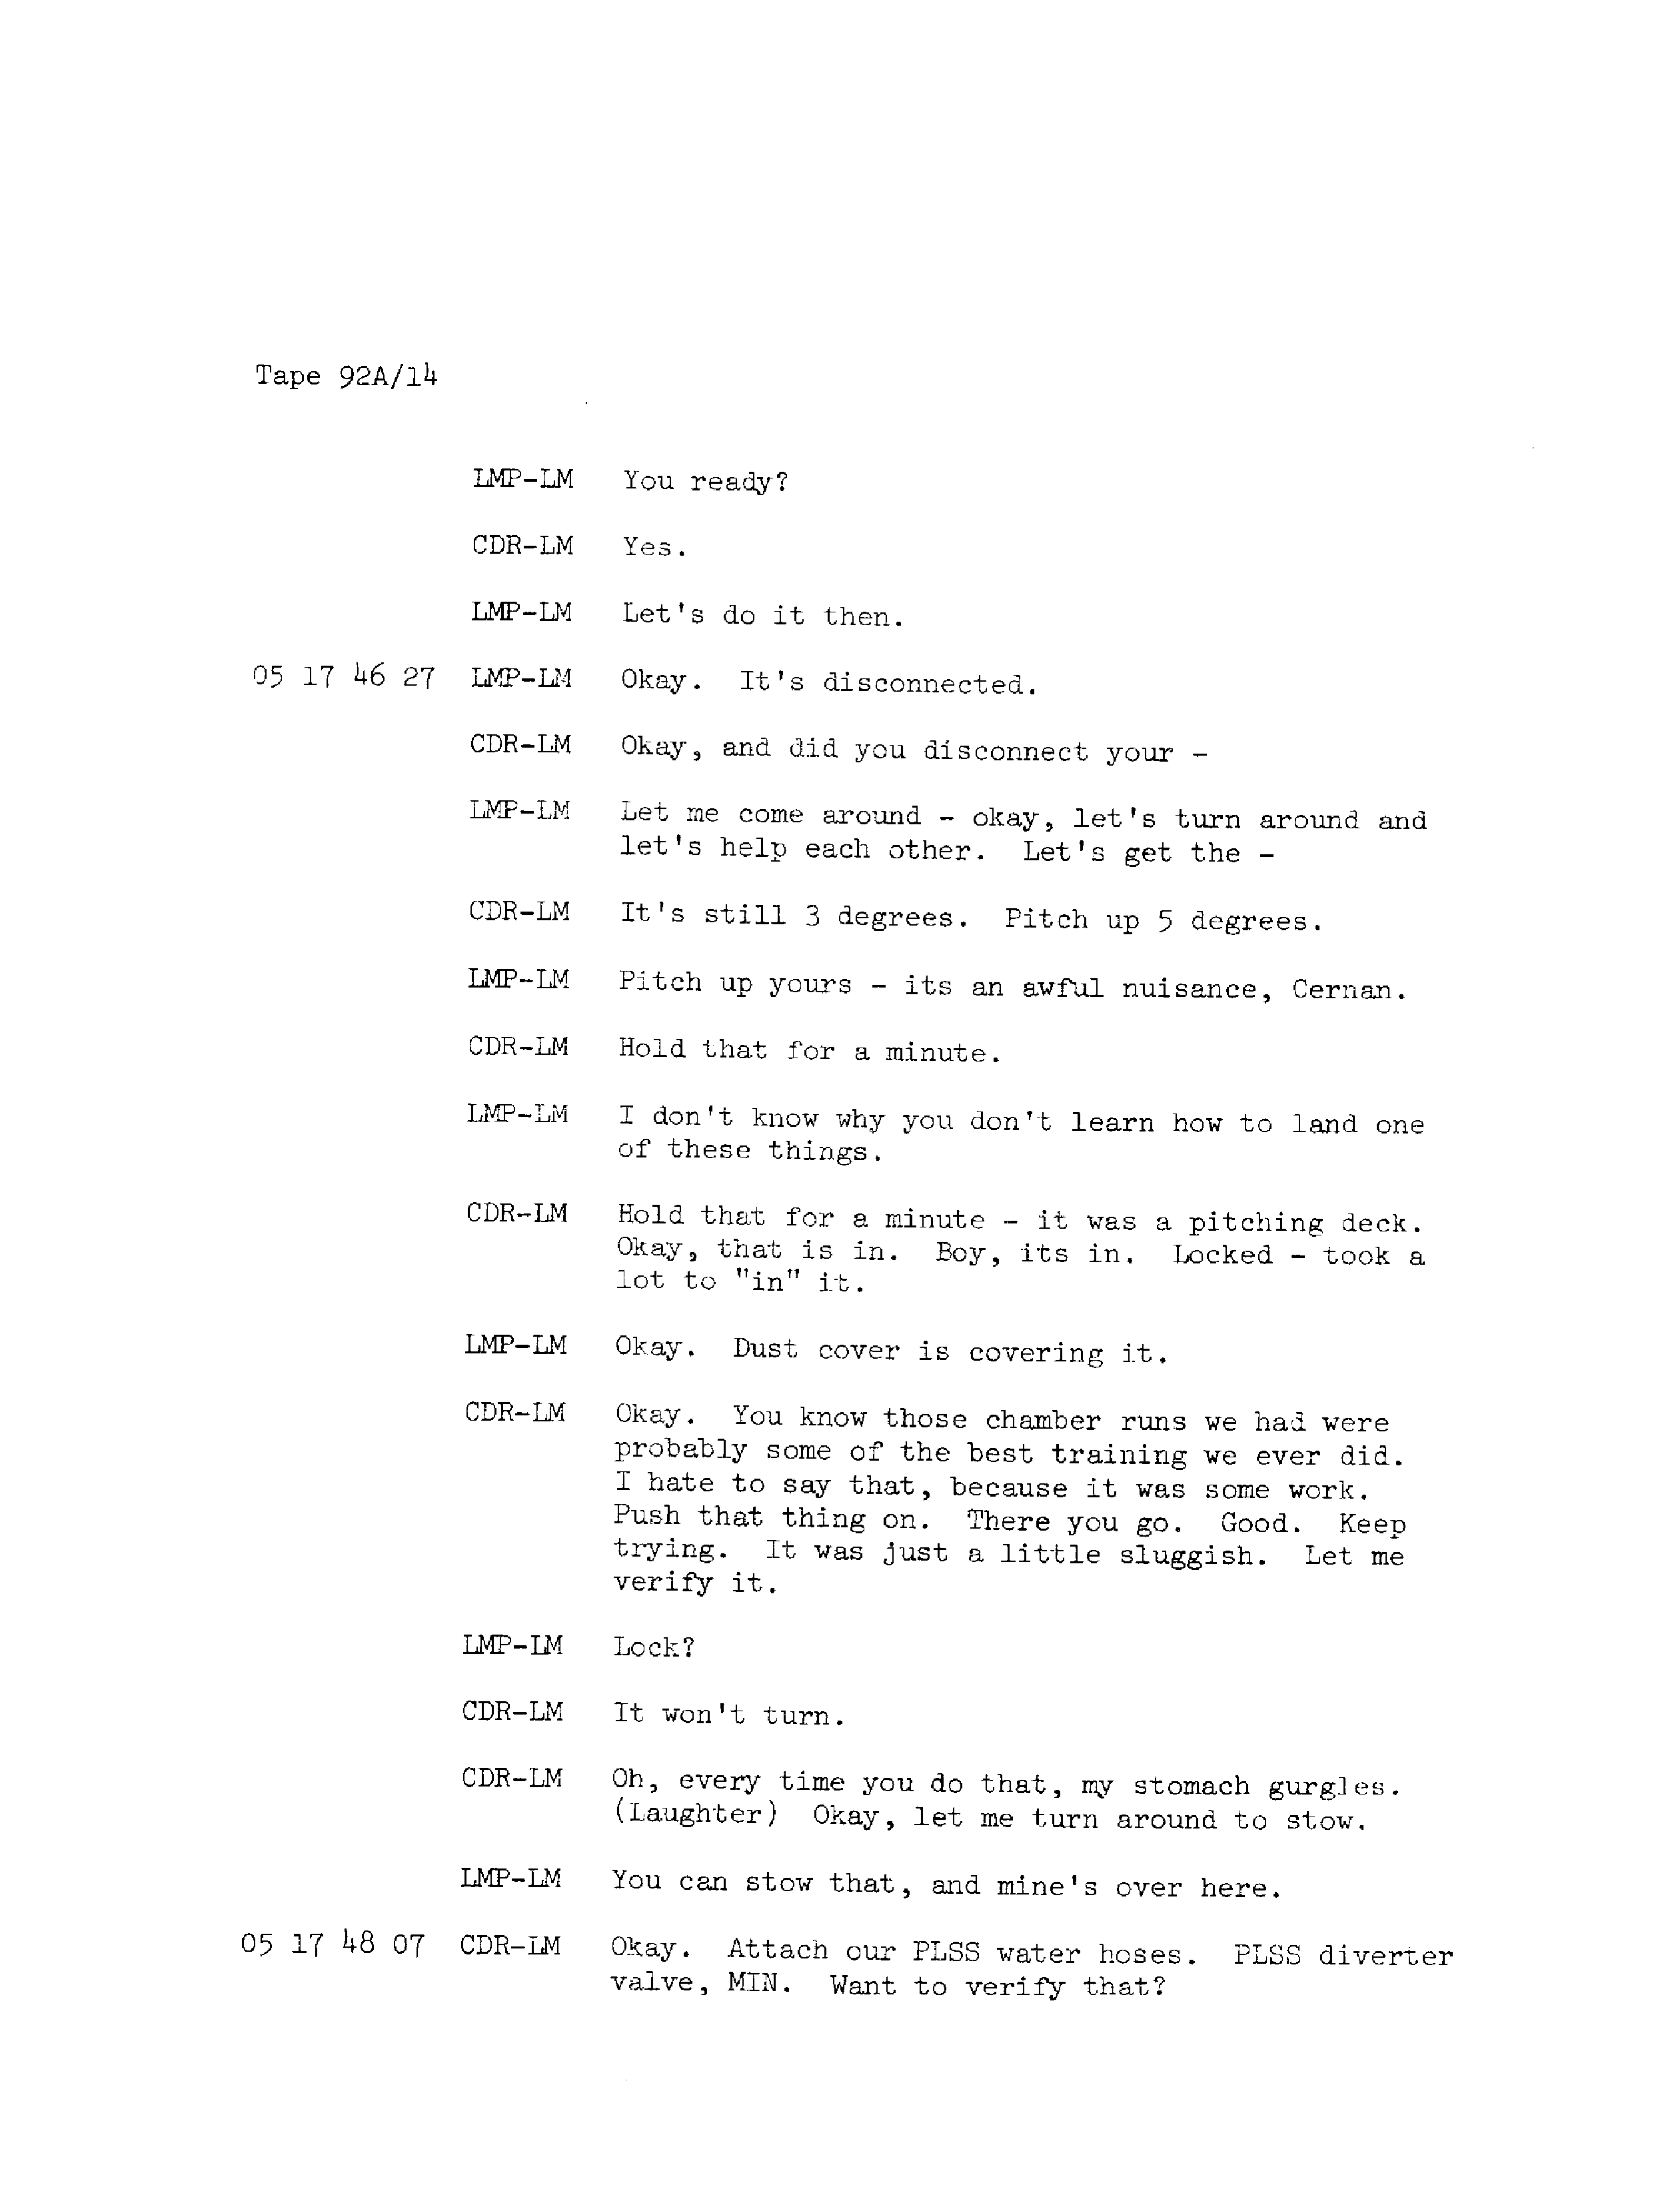 Tape 92A/14
LMP-LM You ready?
CDR-LM Yes.
LMP-LM Let's do it then.
05 17 46 27 LMP-LM Okay. It's disconnected.
CDR-LM Okay, and did you disconnect your -
LMP-LM Let me come around - okay, let's turn around and
let's help each other. Let's get the -
CDR-LM It's still 3 degrees. Pitch up 5 degrees.
LMP-LM Pitch up yours - its an awful nuisance, Cernan.
CDR-LM Hold that for a minute.
LMP-LM I don't know why you don't learn how to land one
of these things.
CDR-LM Hold that for a minute - it was a pitching deck.
Okay, that is in. Boy, its in. Locked - took a
lot to "in" it.
LMP-LM Okay. Dust cover is covering it.
CDR-LM Okay. You know those chamber runs we had were
probably some of the best training we ever did.
I hate to say that, because it was some work.
Push that thing on. There you go. Good. Keep
trying. It was just a little sluggish. Let me
verify it.
LMP-LM Lock?
CDR-LM It won't turn.
CDR-LM Oh, every time you do that, my stomach gurgles.
(Laughter) Okay, let me turn around to stow.
LMP-LM You can stow that, and mine's over here.
05 17 48 07 CDR-LM Okay. Attach our PLSS water hoses. PLSS diverter
valve, MIN. Want to verify that?